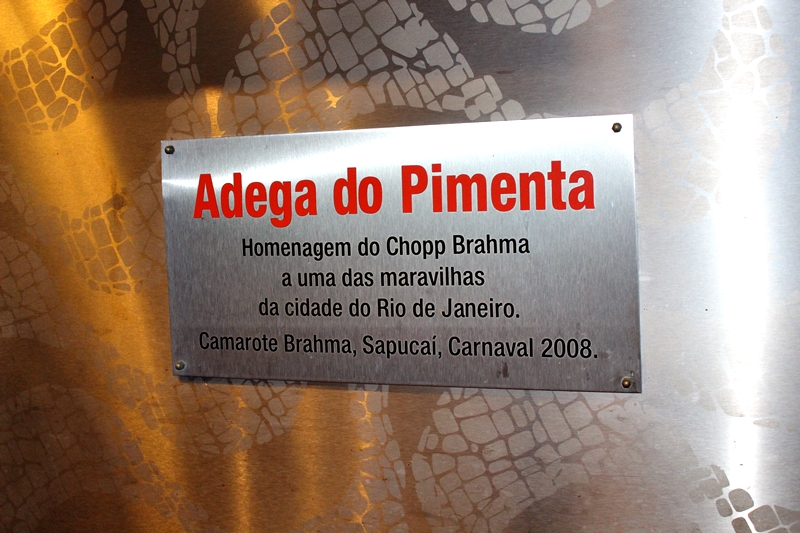 Adega do Pimenta
Homenagem do Chopp Brahma
a uma das maravilhas
da cidade do Rio de Janeiro.
Camarote Brahma, Sapucaí, Carnaval 2008.